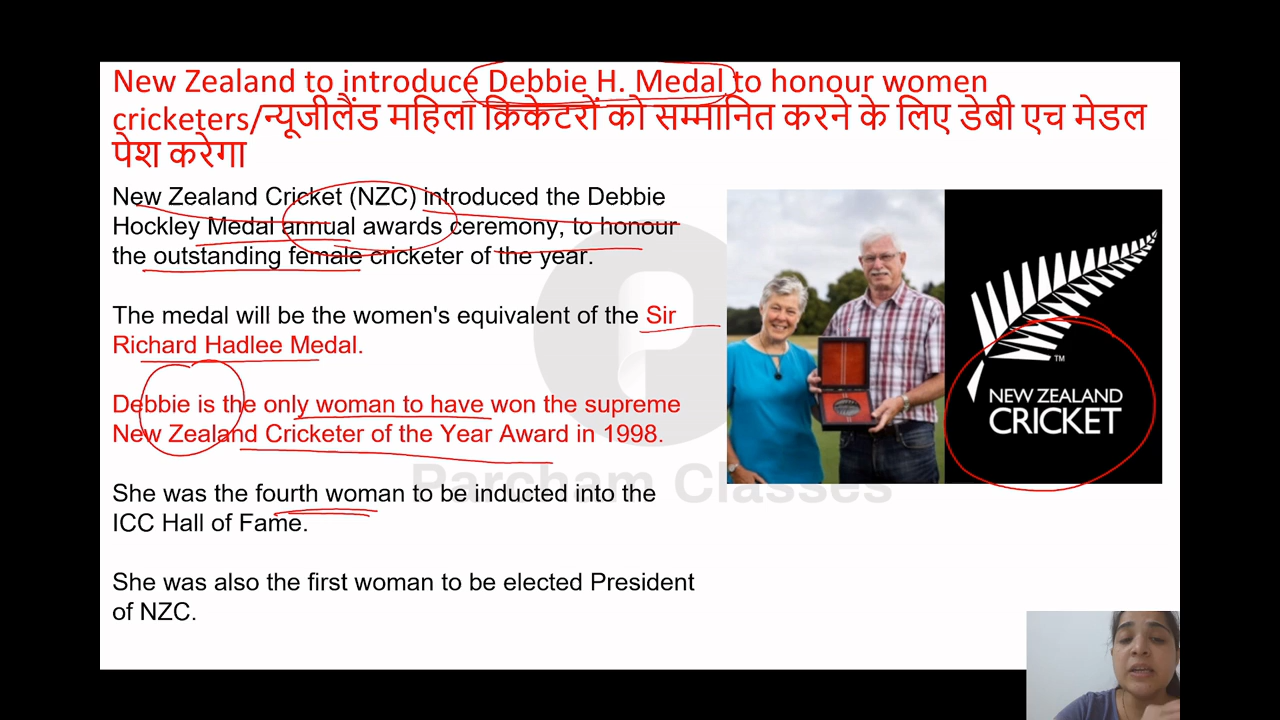 New Zealand to introduce Debbie H. Medal to honour women
cricketers/न्यूजीलैंड महिला क्रिकेटरों को सम्मानित करने के लिए डेबी एच मेडल
पेश करेगा
New Zealand Cricket (NZC) introduced the Debbie
Hockley Medal annual awards ceremony, to honour
the outstanding female cricketer of the year.
The medal will be the women's equivalent of the Sir
Richard Hadlee Medal.
Debbie is the only woman to have won the supreme
New Zealand Cricketer of the Year Award in 1998.
She was the fourth woman to be inducted into the
ICC Hall of Fame.
She was also the first woman to be elected President
of NZC.
TM
NEW ZEALAND
CRICKET
Parcham Classes